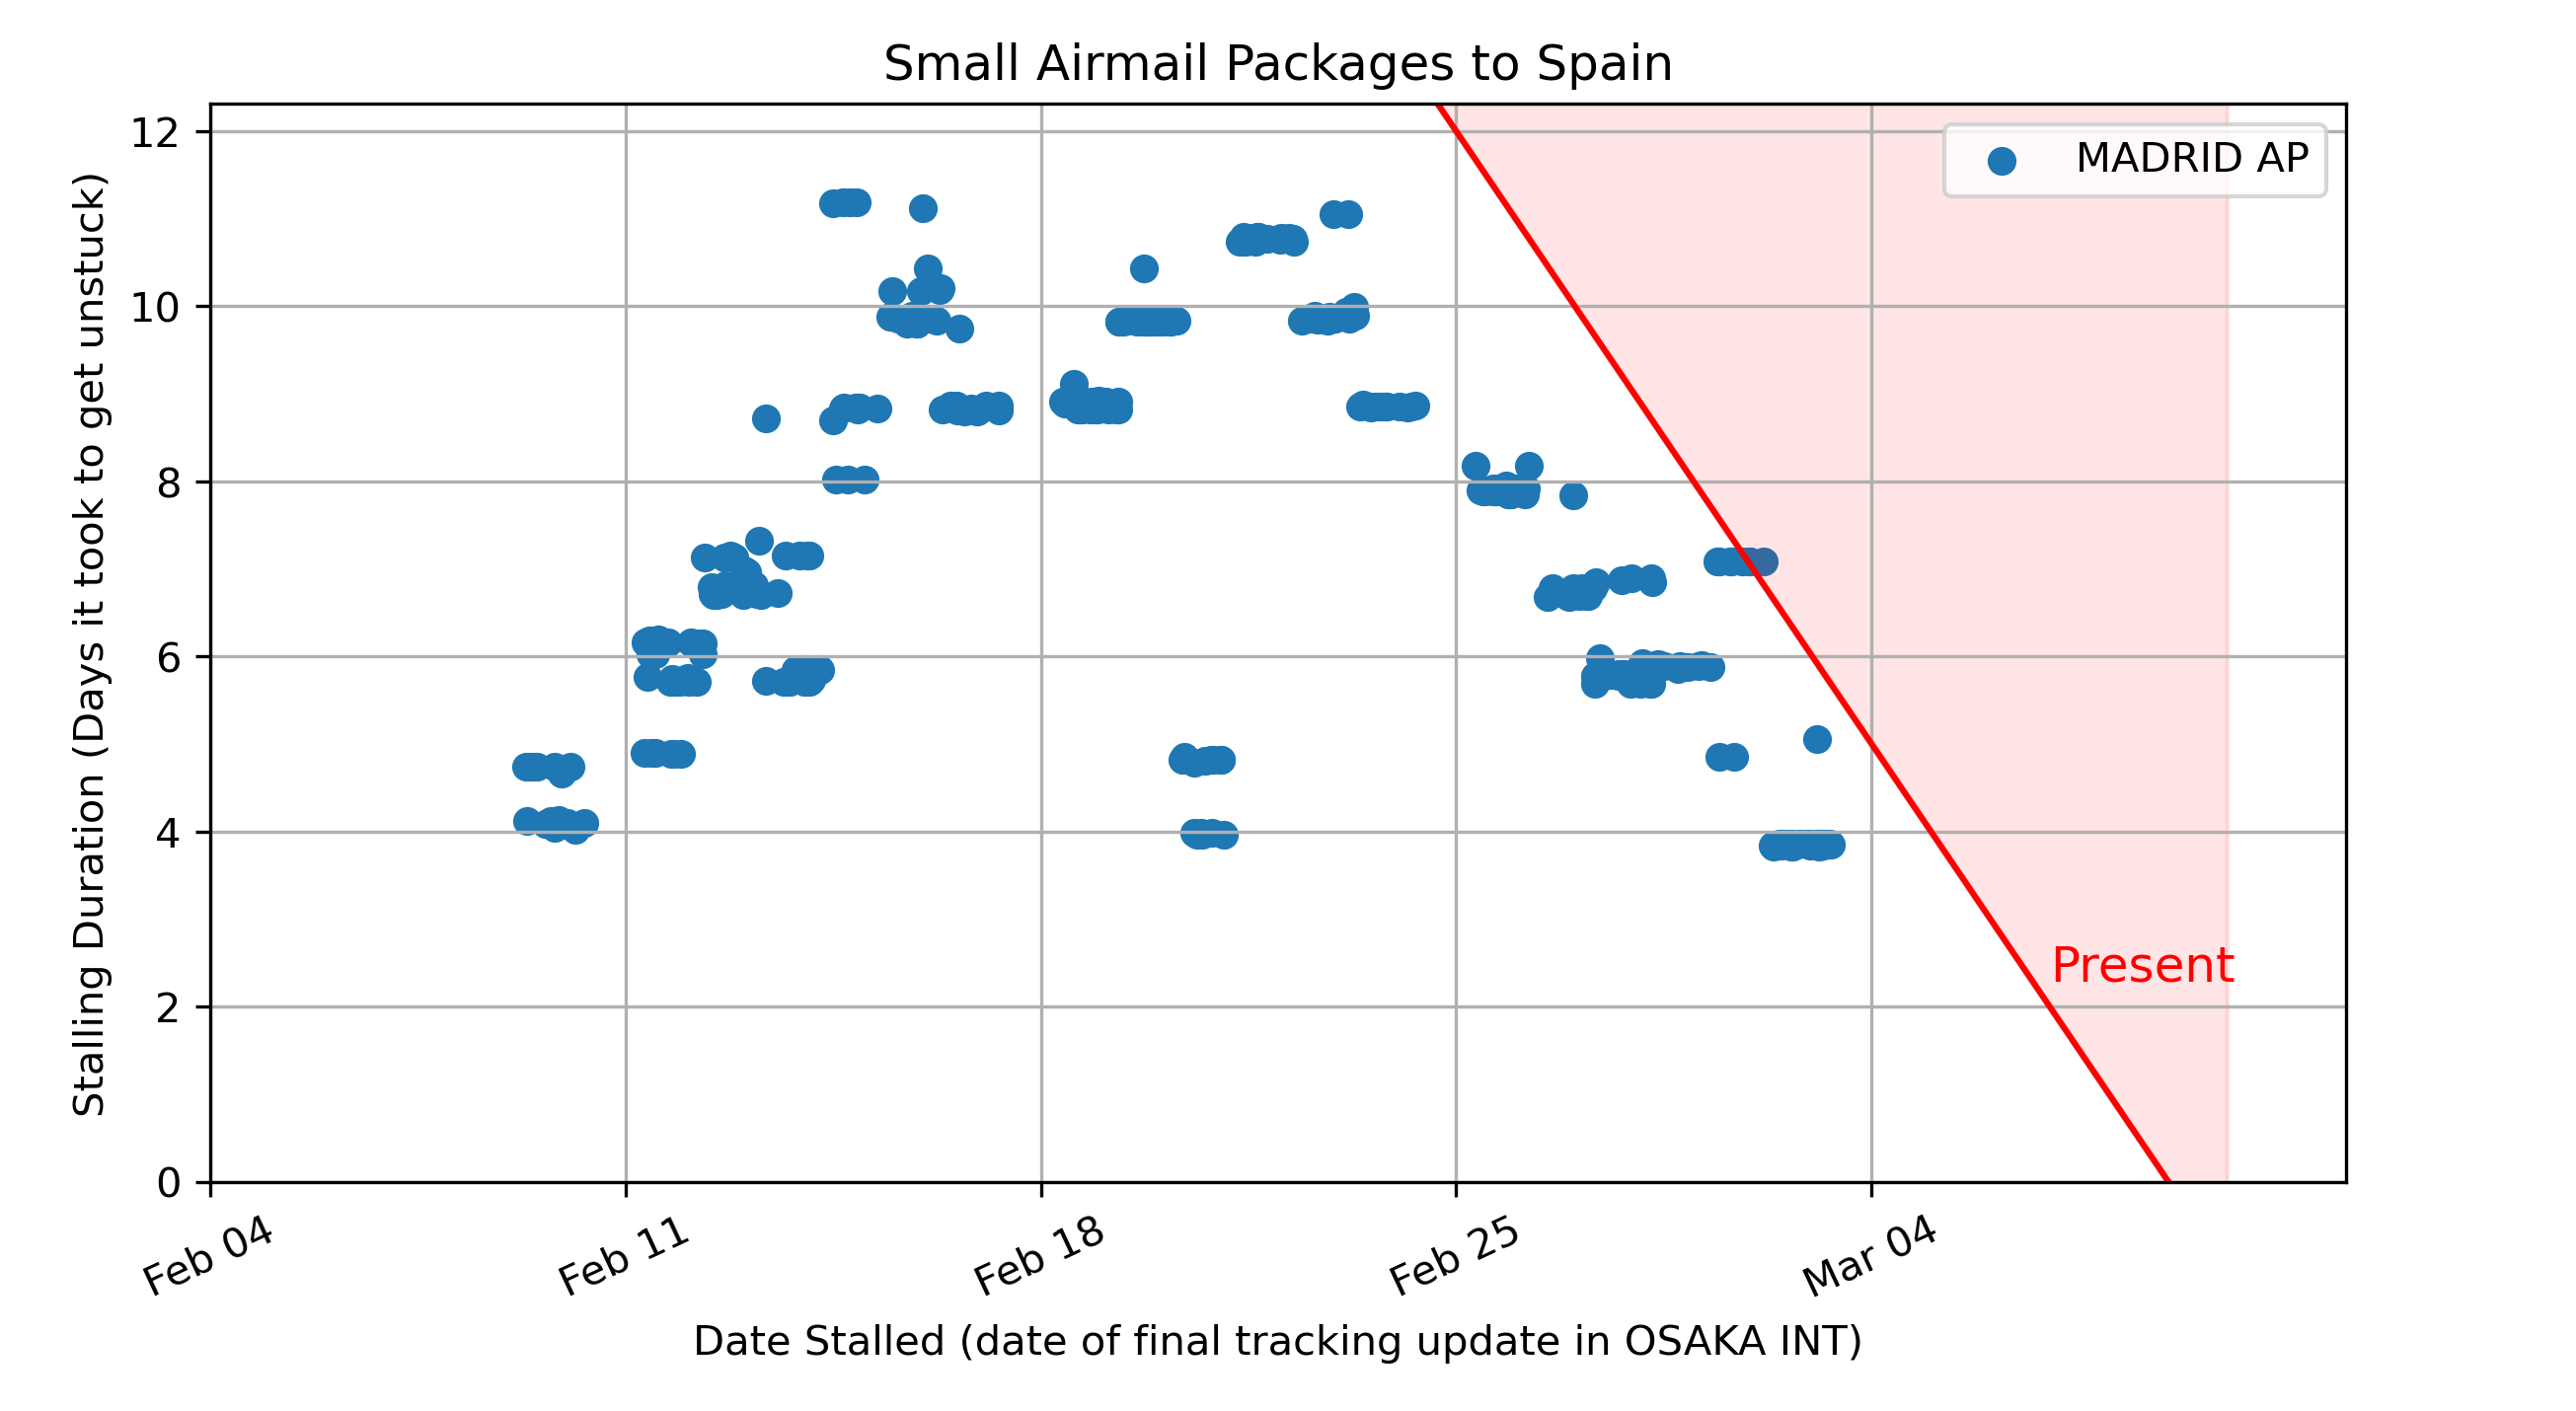 Small Airmail Packages to Spain
Stalling Duration (Days it took to get unstuck)
12
10
8
6
4
2
0
MADRID AP
Present
Feb 04
Feb 11
Feb 18
Feb 25
Mar 04
Date Stalled (date of final tracking update in OSAKA INT)